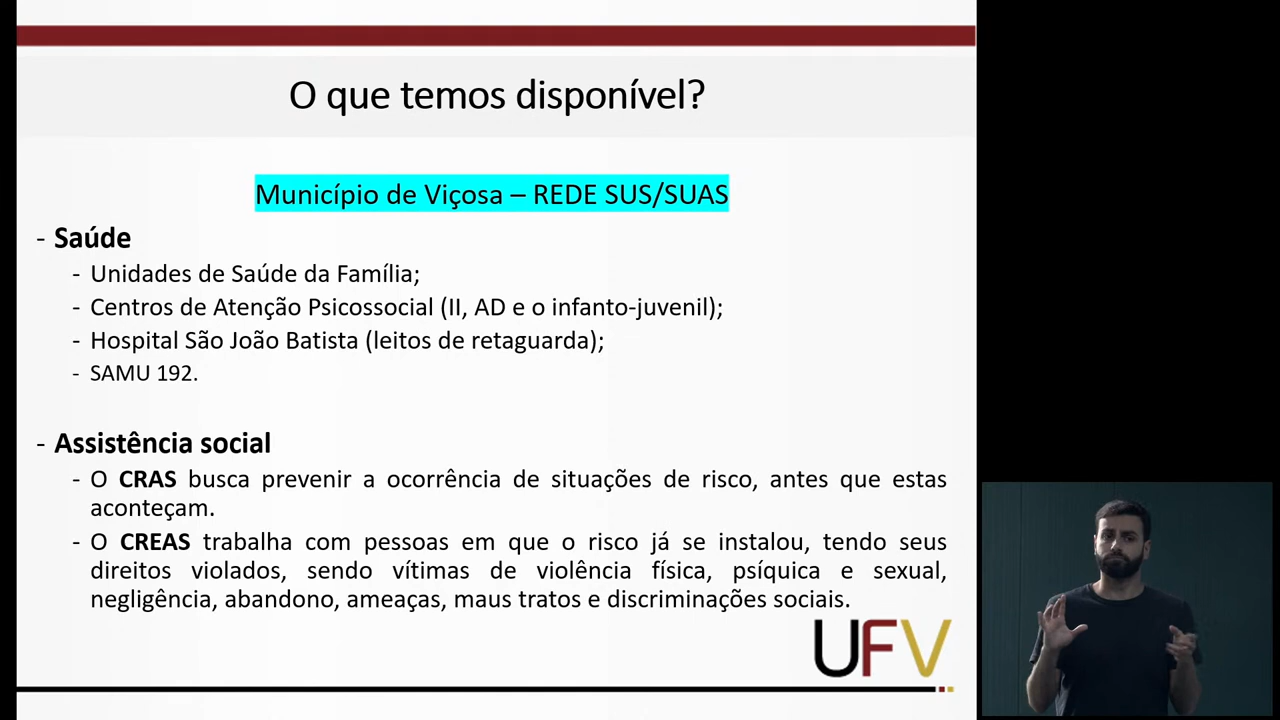 O que temos disponível?
Município de Viçosa – REDE SUS/SUAS
- Saúde
- Unidades de Saúde da Família;
- Centros de Atenção Psicossocial (II, AD e o infanto-juvenil);
- Hospital São João Batista (leitos de retaguarda);
- SAMU 192.
- Assistência social
- O CRAS busca prevenir a ocorrência de situações de risco, antes que estas
aconteçam.
- O CREAS trabalha com pessoas em que o risco já se instalou, tendo seus
direitos violados, sendo vítimas de violência física, psíquica e sexual,
negligência, abandono, ameaças, maus tratos e discriminações sociais.
UFV